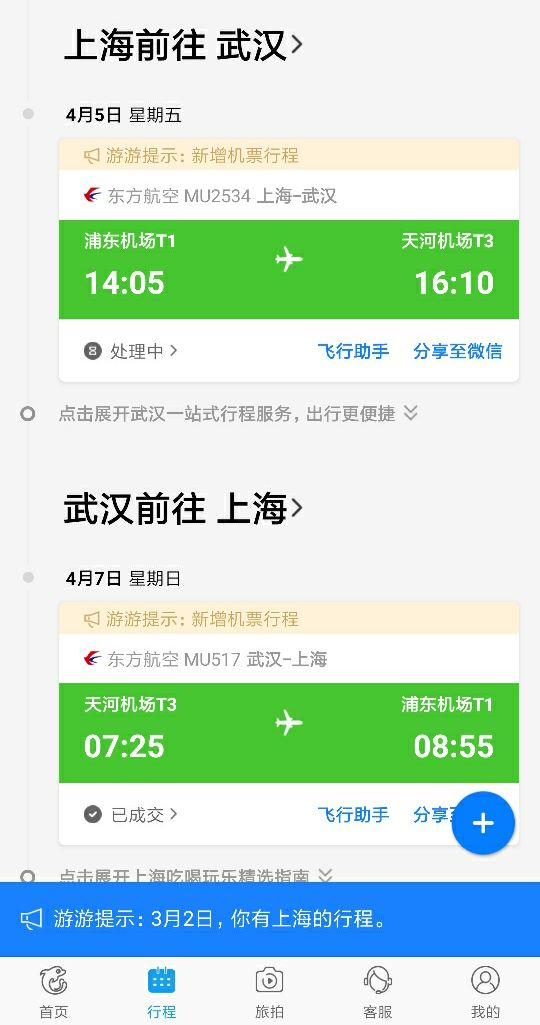 上海前往 武汉
4月5日 星期五
游游提示：新增机票行程
东方航空 MU2534 上海-武汉
浦东机场T1 天河机场T3
14:05 16:10
处理中 飞行助手 分享至微信
点击展开武汉一站式行程服务，出行更便捷
武汉前往 上海
4月7日 星期日
游游提示：新增机票行程
东方航空 MU517 武汉-上海
天河机场T3 浦东机场T1
07:25 08:55
已成交 飞行助手 分享
点击展开上海吃喝玩乐精选指南
游游提示：3月2日，你有上海的行程。
首页 行程 旅拍 客服 我的